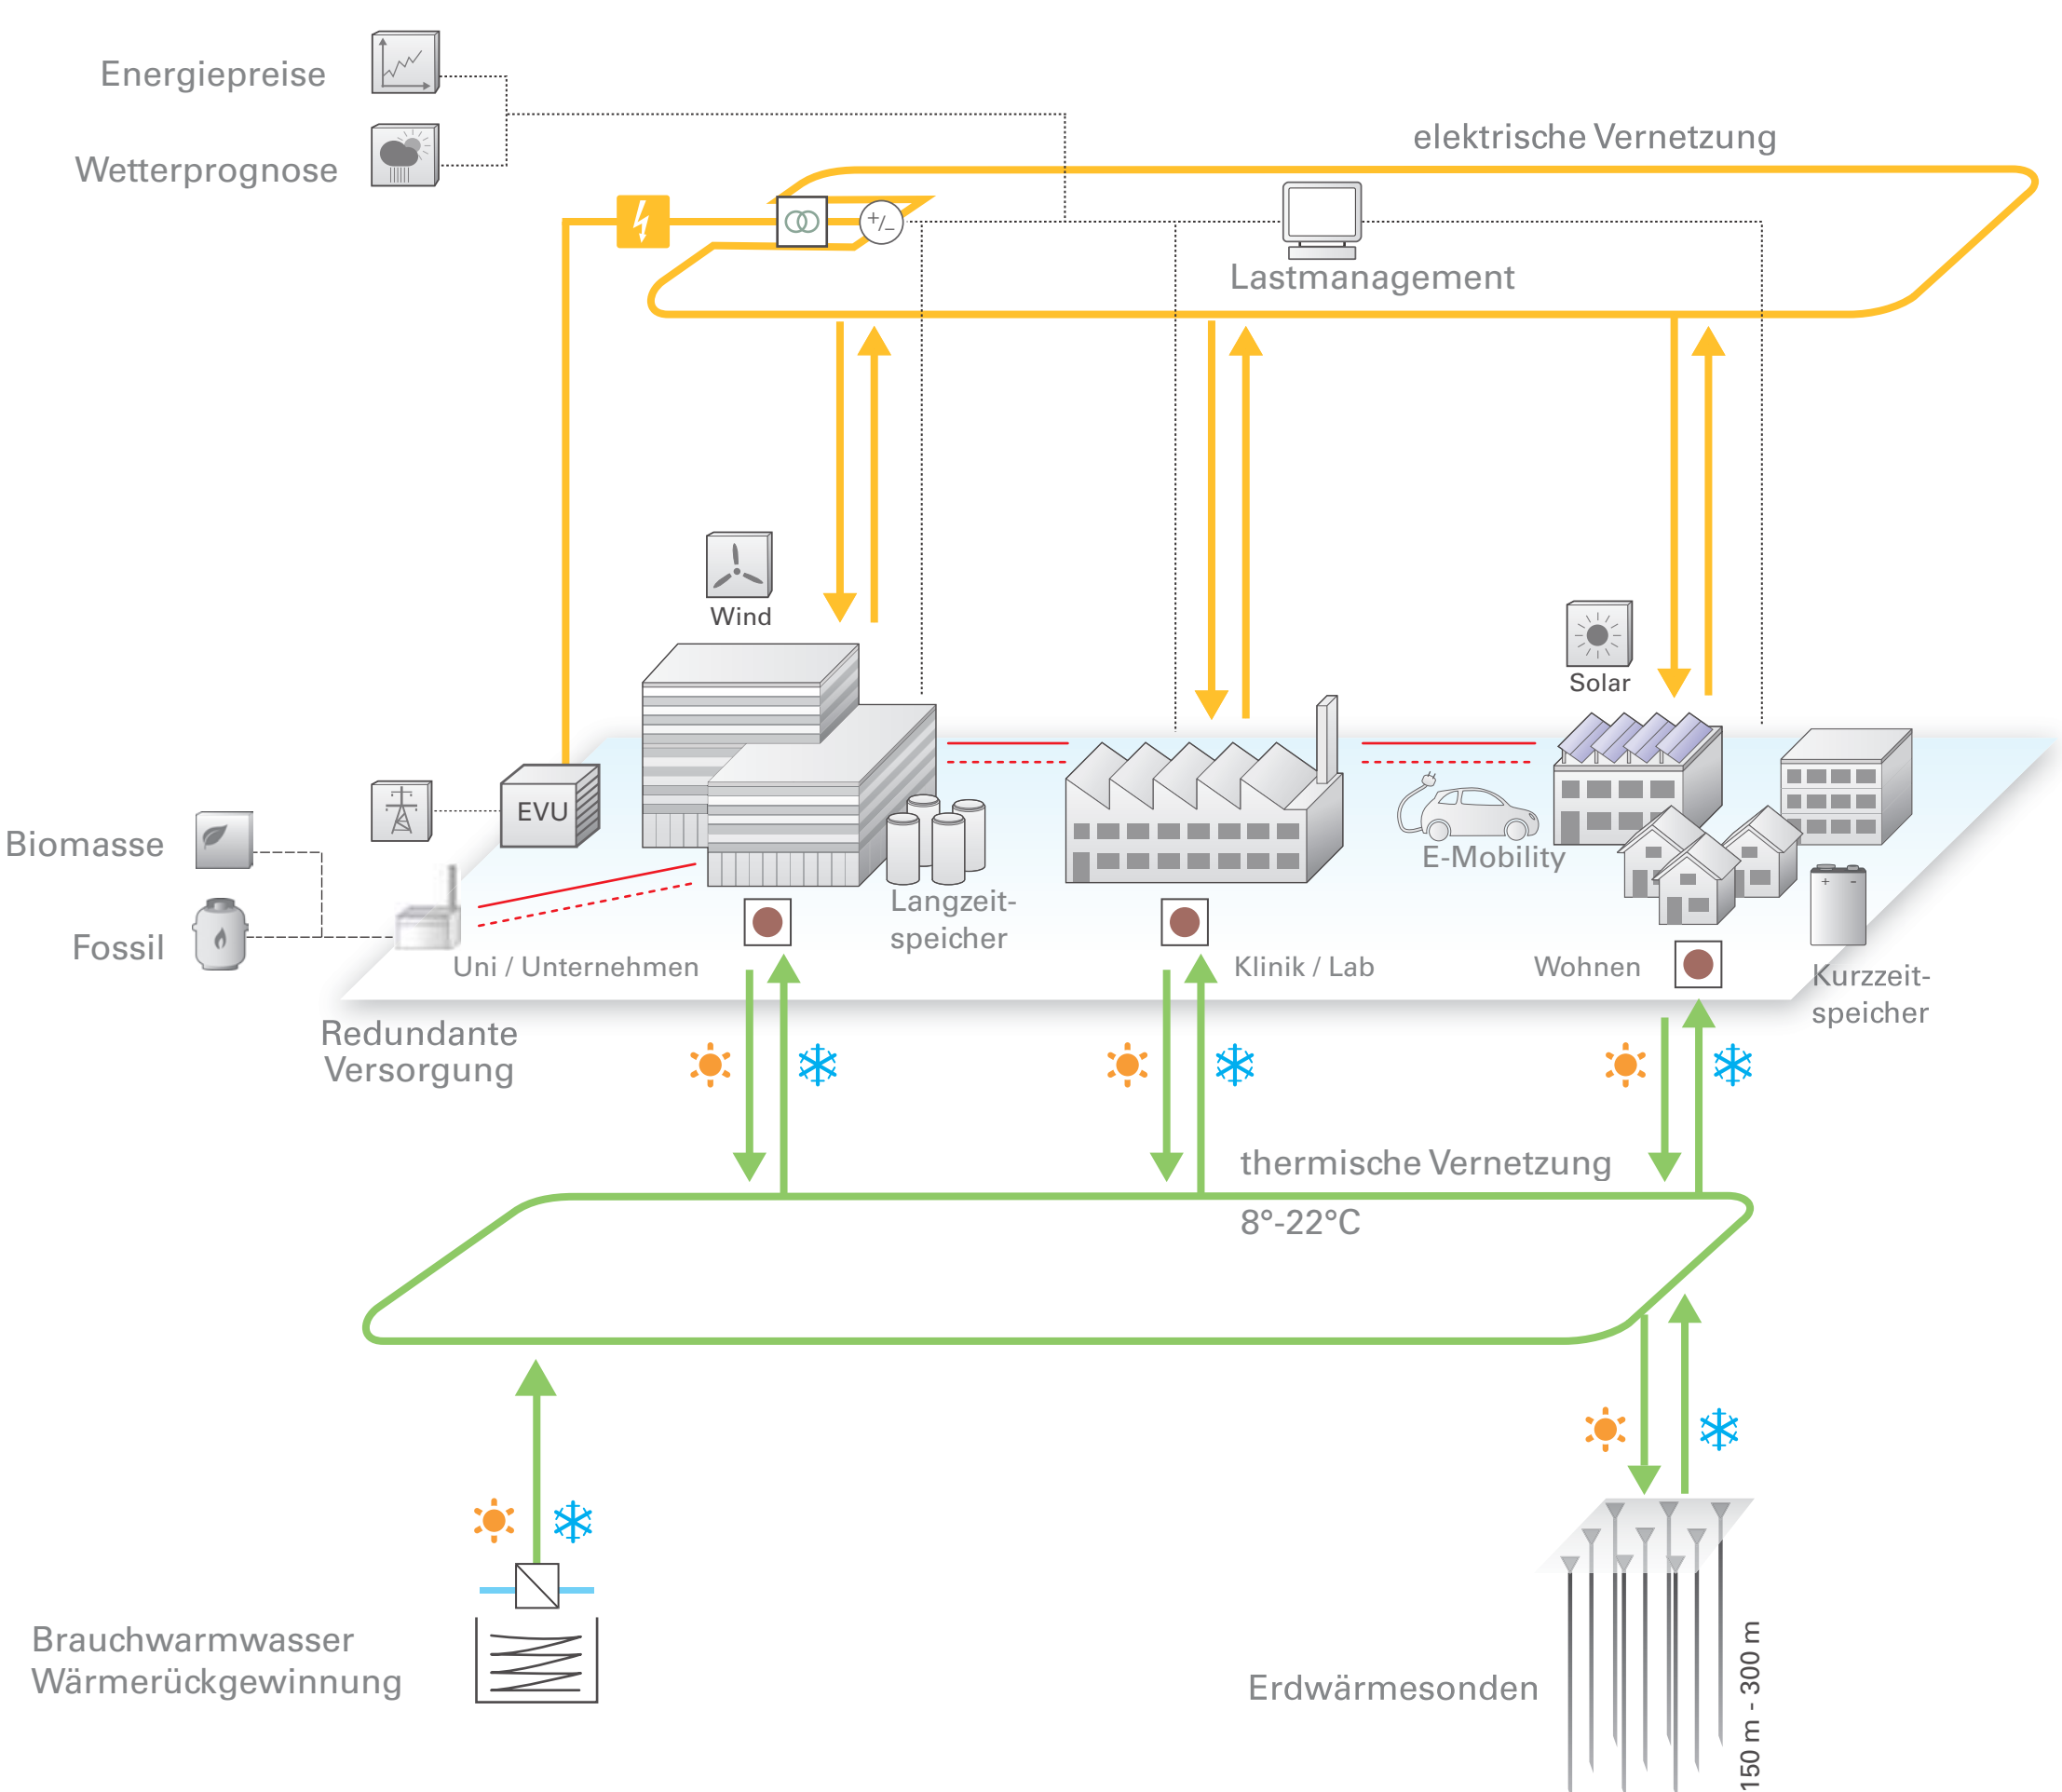 Energiepreise
Wetterprognose
elektrische Vernetzung
+/–
Lastmanagement
Wind
Solar
EVU
Biomasse
Fossil
E-Mobility
+ –
Langzeit-
speicher
Uni / Unternehmen
Klinik / Lab
Wohnen
Kurzzeit-
speicher
Redundante
Versorgung
thermische Vernetzung
8°-22°C
Brauchwarmwasser
Wärmerückgewinnung
Erdwärmesonden
150 m - 300 m